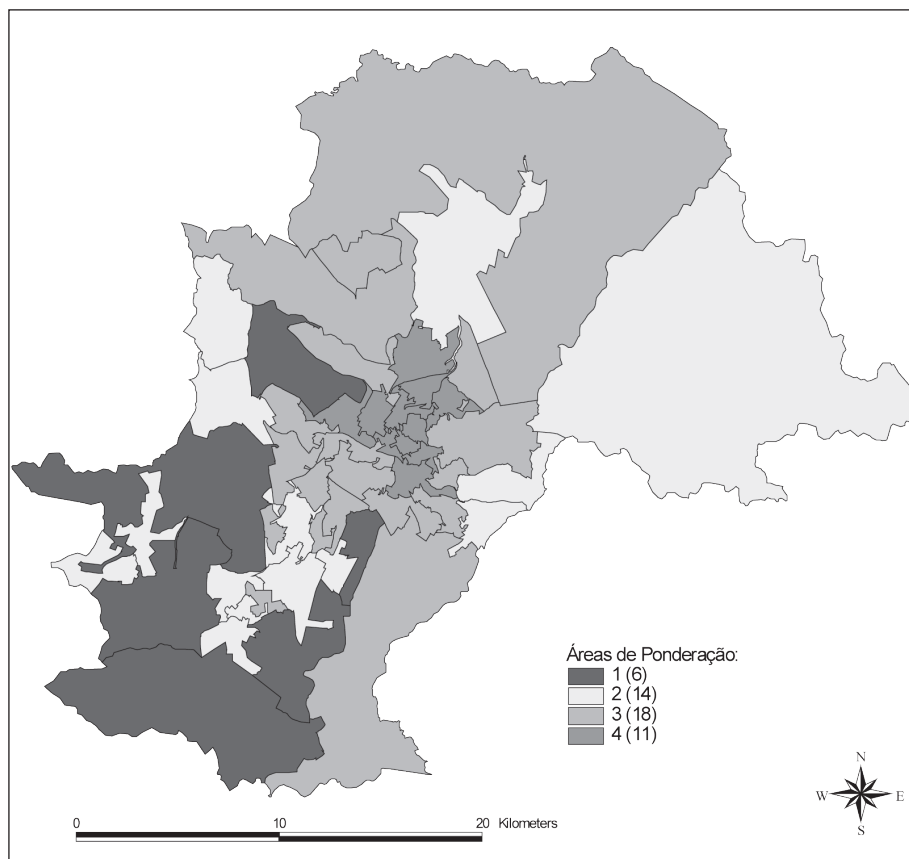 Áreas de Ponderação:
1 (6)
2 (14)
3 (18)
4 (11)
N
W E
S
0 10 20 Kilometers